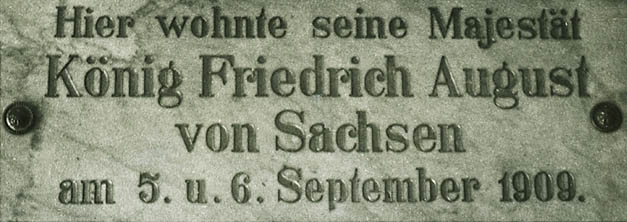 Hier wohnte seine Majestät
König Friedrich August
von Sachsen
am 5. u. 6. September 1909.